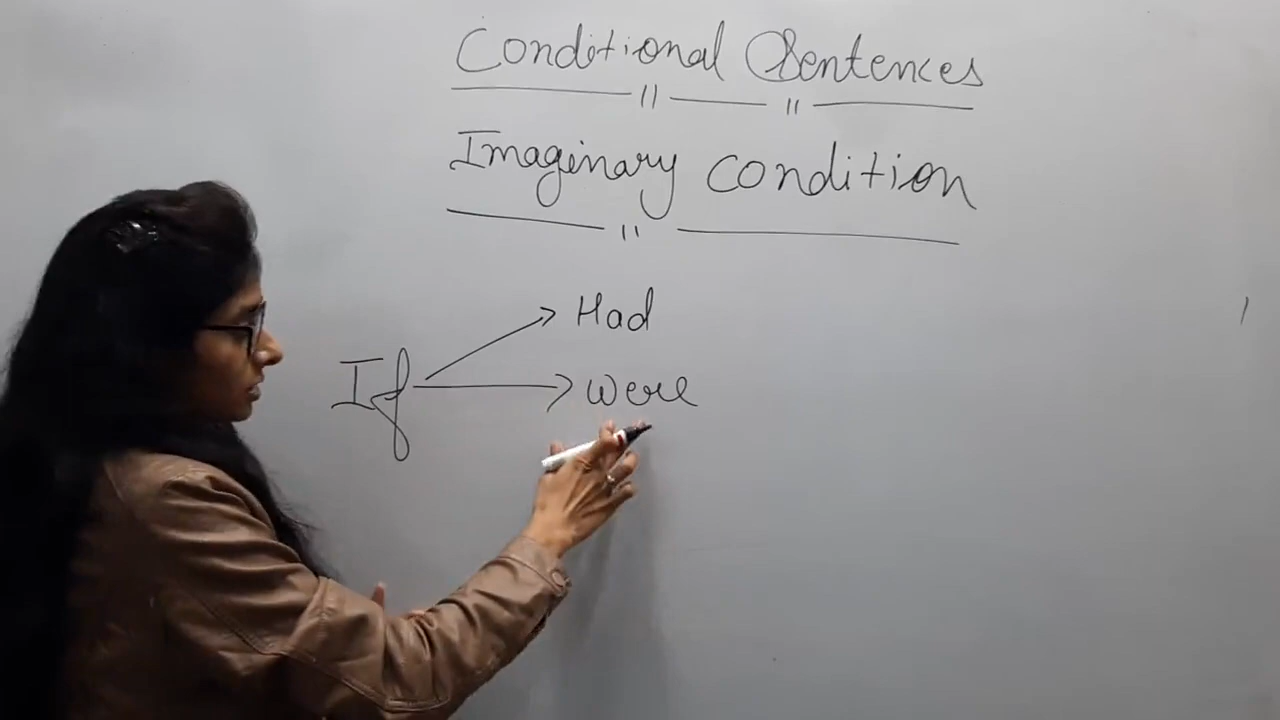 Conditional Sentences
Imaginary Condition
Had
If
were